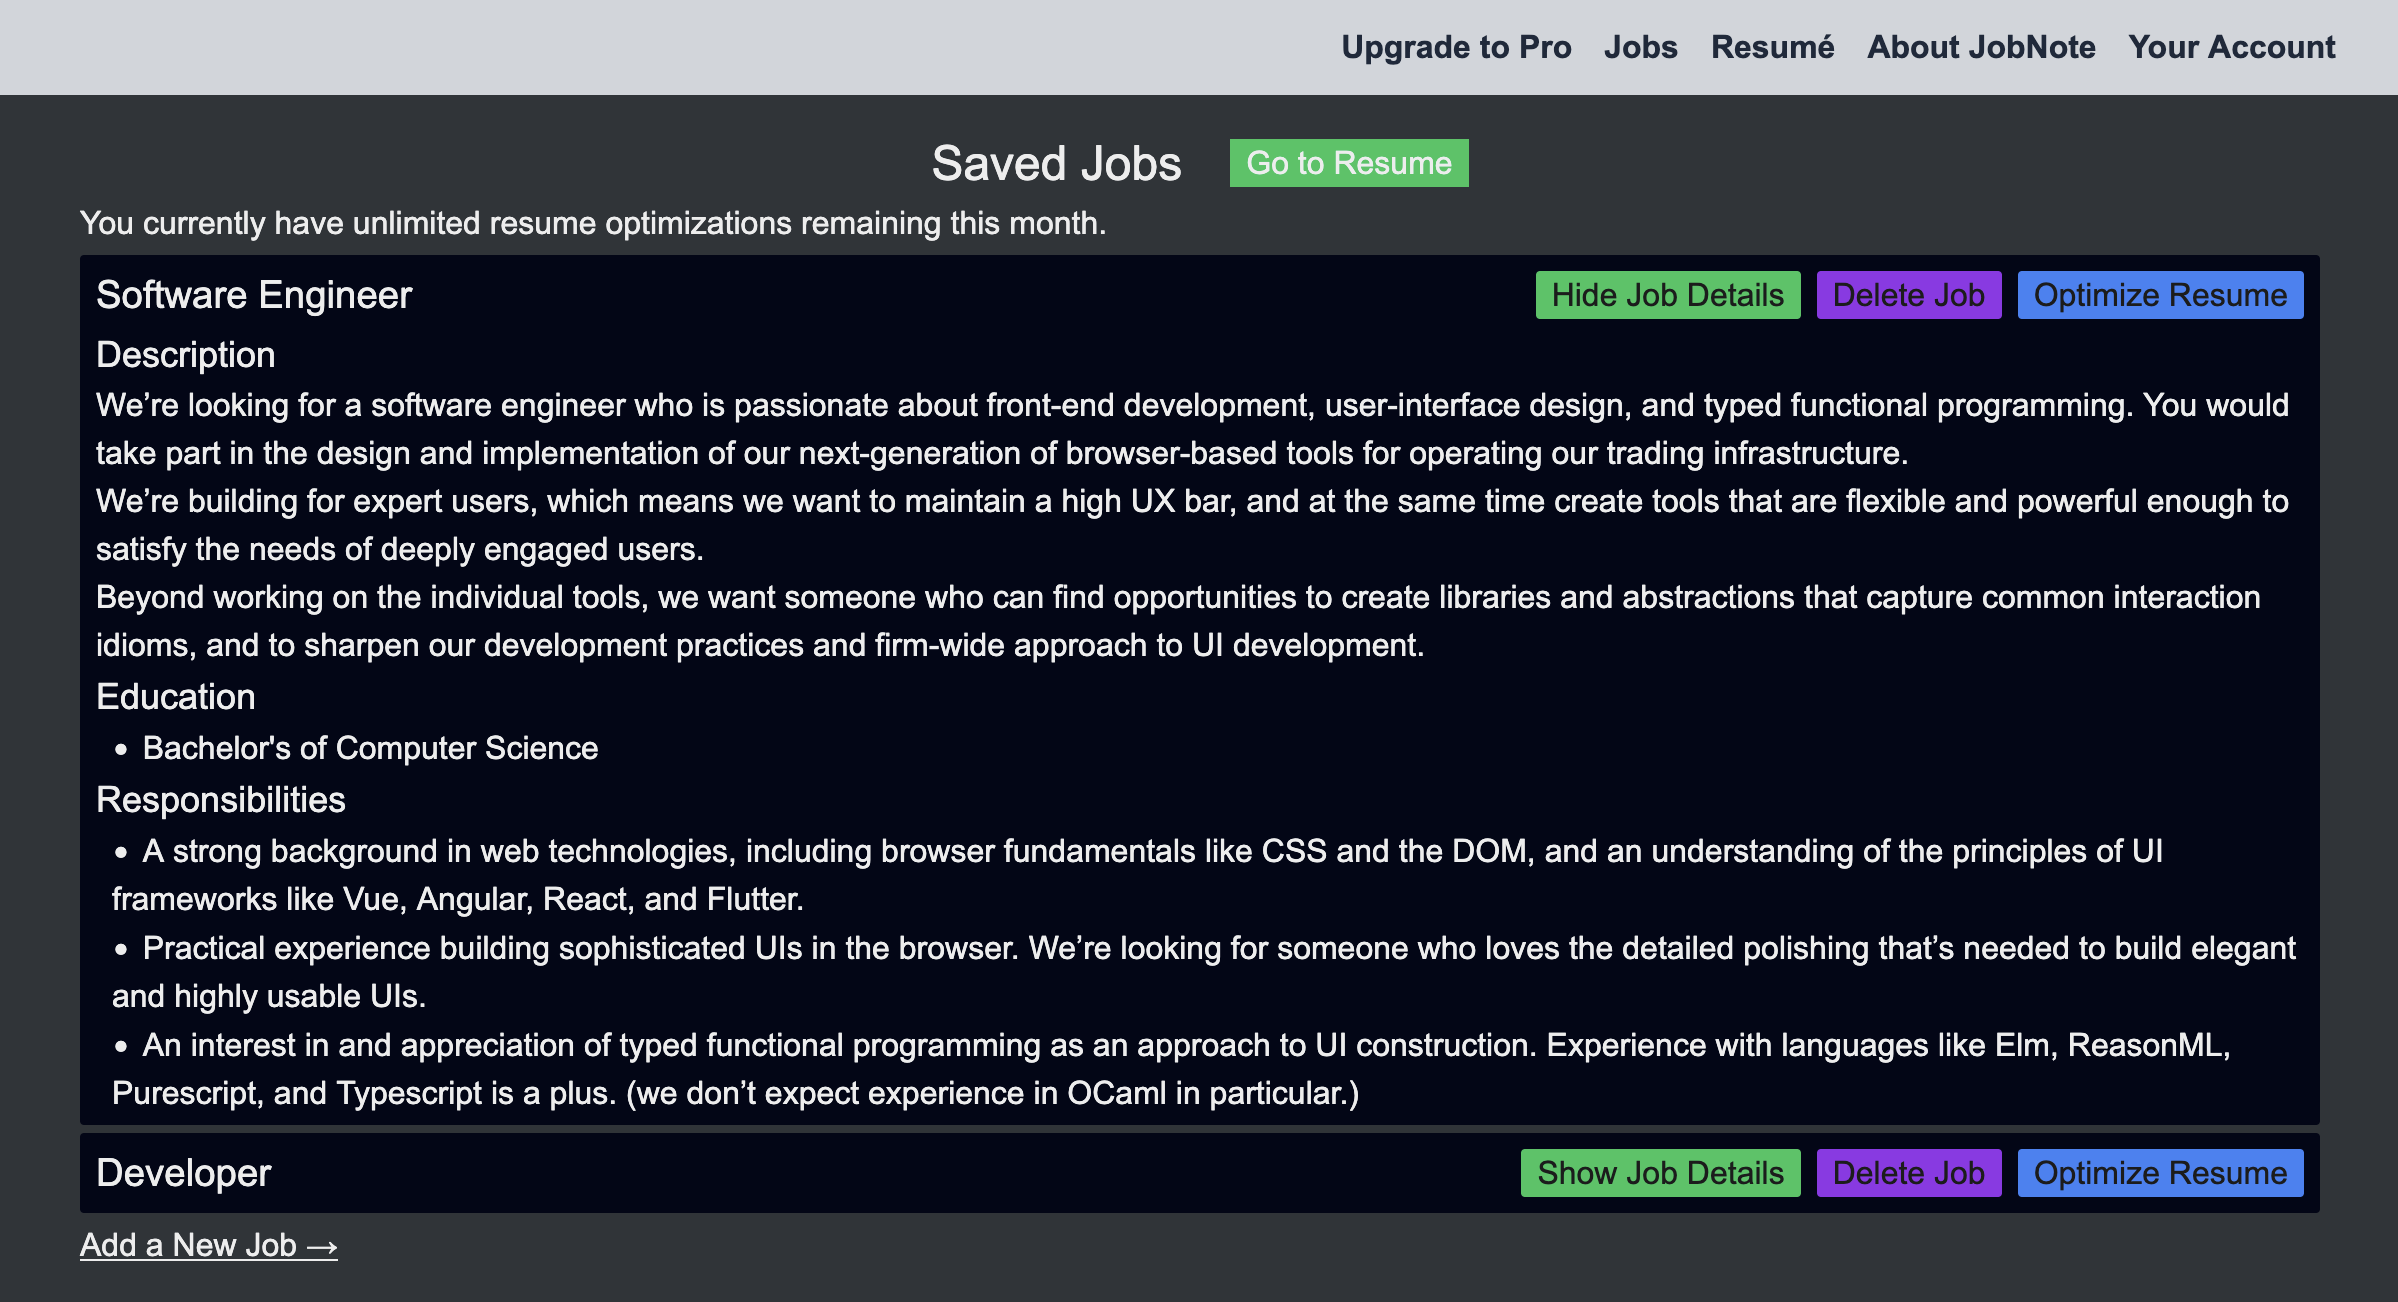 Upgrade to Pro Jobs Resumé About JobNote Your Account
Saved Jobs Go to Resume
You currently have unlimited resume optimizations remaining this month.
Software Engineer Hide Job Details Delete Job Optimize Resume
Description
We’re looking for a software engineer who is passionate about front-end development, user-interface design, and typed functional programming. You would
take part in the design and implementation of our next-generation of browser-based tools for operating our trading infrastructure.
We’re building for expert users, which means we want to maintain a high UX bar, and at the same time create tools that are flexible and powerful enough to
satisfy the needs of deeply engaged users.
Beyond working on the individual tools, we want someone who can find opportunities to create libraries and abstractions that capture common interaction
idioms, and to sharpen our development practices and firm-wide approach to UI development.
Education
• Bachelor's of Computer Science
Responsibilities
• A strong background in web technologies, including browser fundamentals like CSS and the DOM, and an understanding of the principles of UI
frameworks like Vue, Angular, React, and Flutter.
• Practical experience building sophisticated UIs in the browser. We’re looking for someone who loves the detailed polishing that’s needed to build elegant
and highly usable UIs.
• An interest in and appreciation of typed functional programming as an approach to UI construction. Experience with languages like Elm, ReasonML,
Purescript, and Typescript is a plus. (we don’t expect experience in OCaml in particular.)
Developer Show Job Details Delete Job Optimize Resume
Add a New Job →